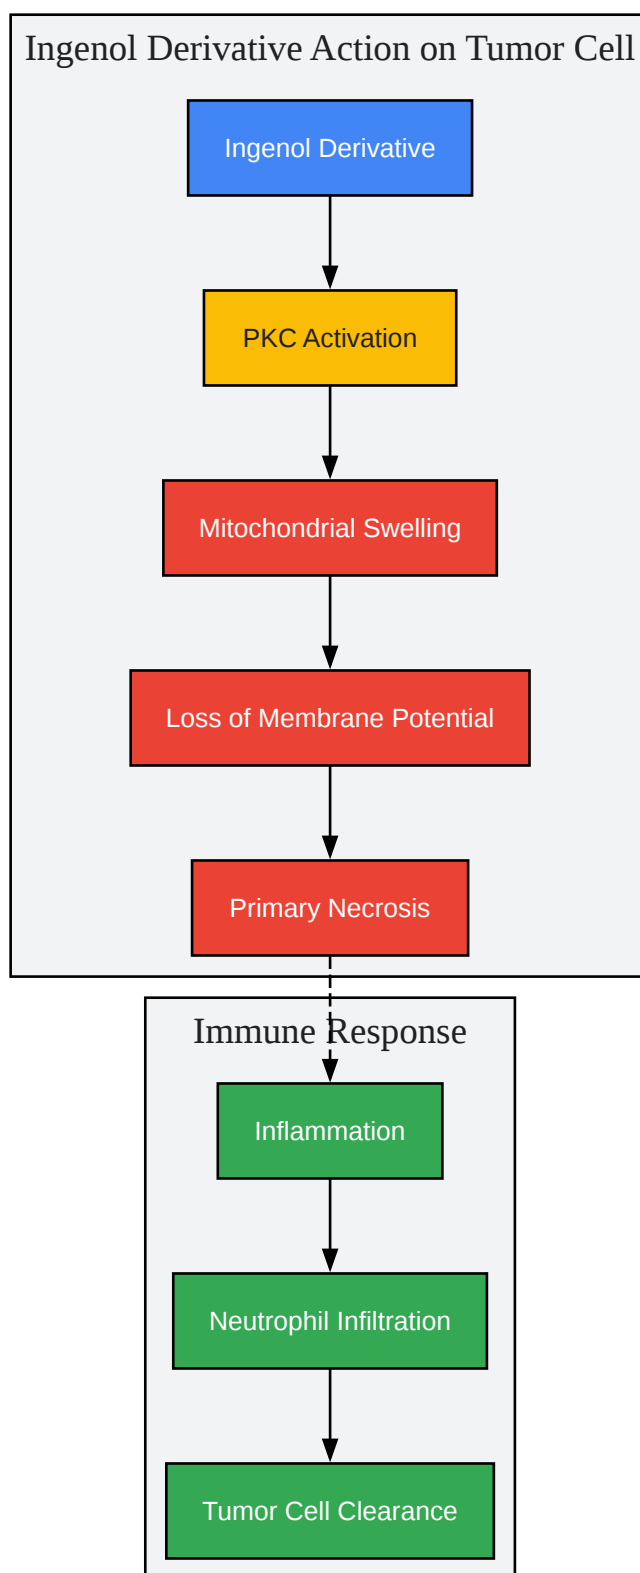 Ingenol Derivative Action on Tumor Cell
Ingenol Derivative
PKC Activation
Mitochondrial Swelling
Loss of Membrane Potential
Primary Necrosis
Immune Response
Inflammation
Neutrophil Infiltration
Tumor Cell Clearance